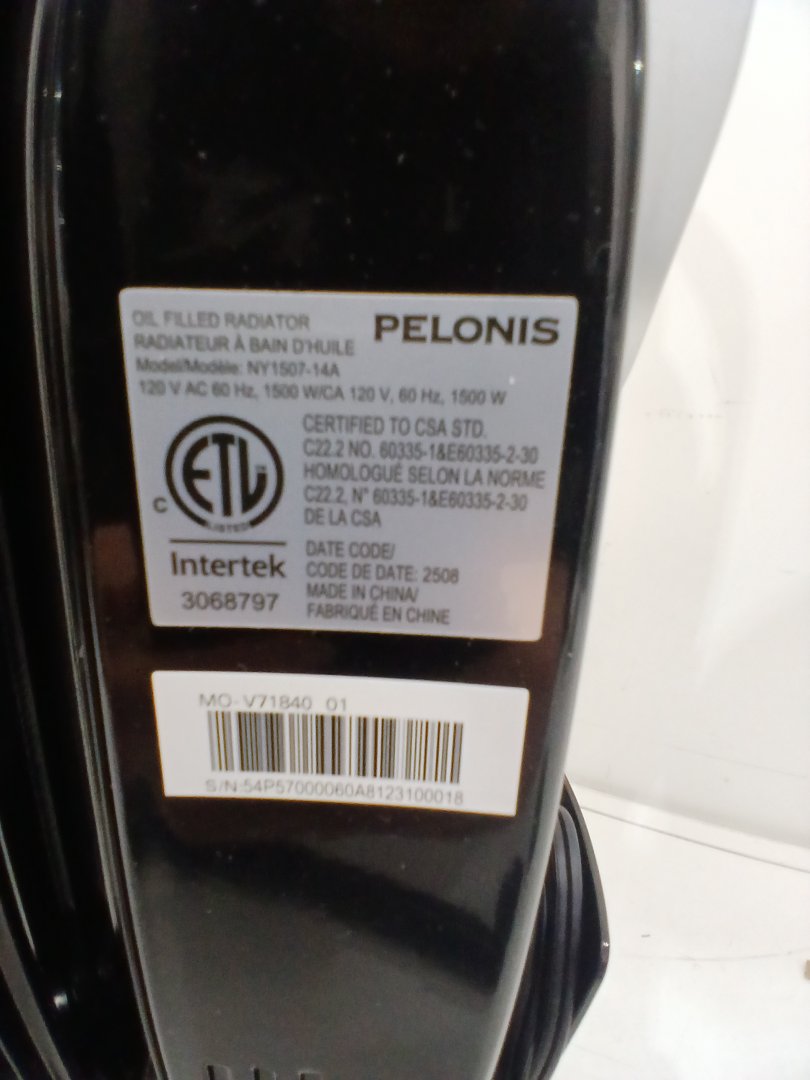 OIL FILLED RADIATOR
RADIATEUR À BAIN D'HUILE
PELONIS
Model/Modèle: NY1507-14A
120 V AC 60 Hz, 1500 W/CA 120 V, 60 Hz, 1500 W
CERTIFIED TO CSA STD.
C22.2 NO. 60335-1&E60335-2-30
HOMOLOGUÉ SELON LA NORME
C22.2, N° 60335-1&E60335-2-30
DE LA CSA
C
ETL
LISTED
Intertek
3068797
DATE CODE/
CODE DE DATE: 2508
MADE IN CHINA/
FABRIQUÉ EN CHINE
MO-V71840 01
S/N:54P57000060A8123100018